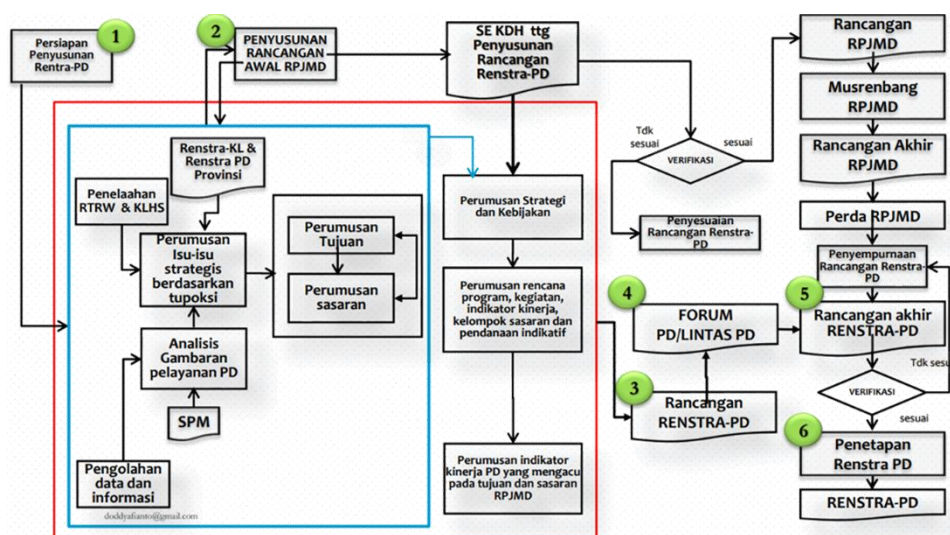 1
Persiapan
Penyusunan
Rentra-PD
2
PENYUSUNAN
RANCANGAN
AWAL RPJMD
SE KDH ttg
Penyusunan
Rancangan
Renstra-PD
Rancangan
RPJMD
Musrenbang
RPJMD
Rancangan Akhir
RPJMD
Perda RPJMD
Tdk
sesuai
sesuai
VERIFIKASI
Penyesuaian
Rancangan Renstra-
PD
Renstra-KL &
Renstra PD
Provinsi
Penelaahan
RTRW & KLHS
Perumusan
Isu-isu
strategis
berdasarkan
tupoksi
Perumusan
Tujuan
Perumusan
sasaran
Analisis
Gambaran
pelayanan PD
SPM
Pengolahan
data dan
informasi
doddyafianto@gmail.com
Perumusan Strategi
dan Kebijakan
Perumusan rencana
program, kegiatan,
indikator kinerja,
kelompok sasaran dan
pendanaan indikatif
Perumusan indikator
kinerja PD yang mengacu
pada tujuan dan sasaran
RPJMD
3
Rancangan
RENSTRA-PD
4
FORUM
PD/LINTAS PD
Penyempurnaan
Rancangan Renstra-
PD
5
Rancangan akhir
RENSTRA-PD
Tdk sesu
VERIFIKASI
sesuai
6
Penetapan
Renstra PD
RENSTRA-PD